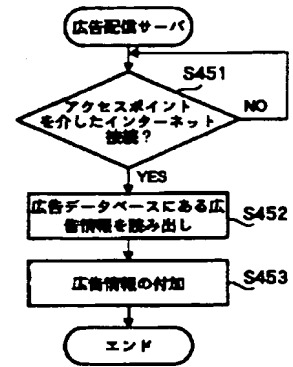 広告配信サーバ
S451
アクセスポイント
を介したインターネット
接続？
NO
YES
広告データベースにある広
告情報を読み出し
S452
広告情報の付加
S453
エンド